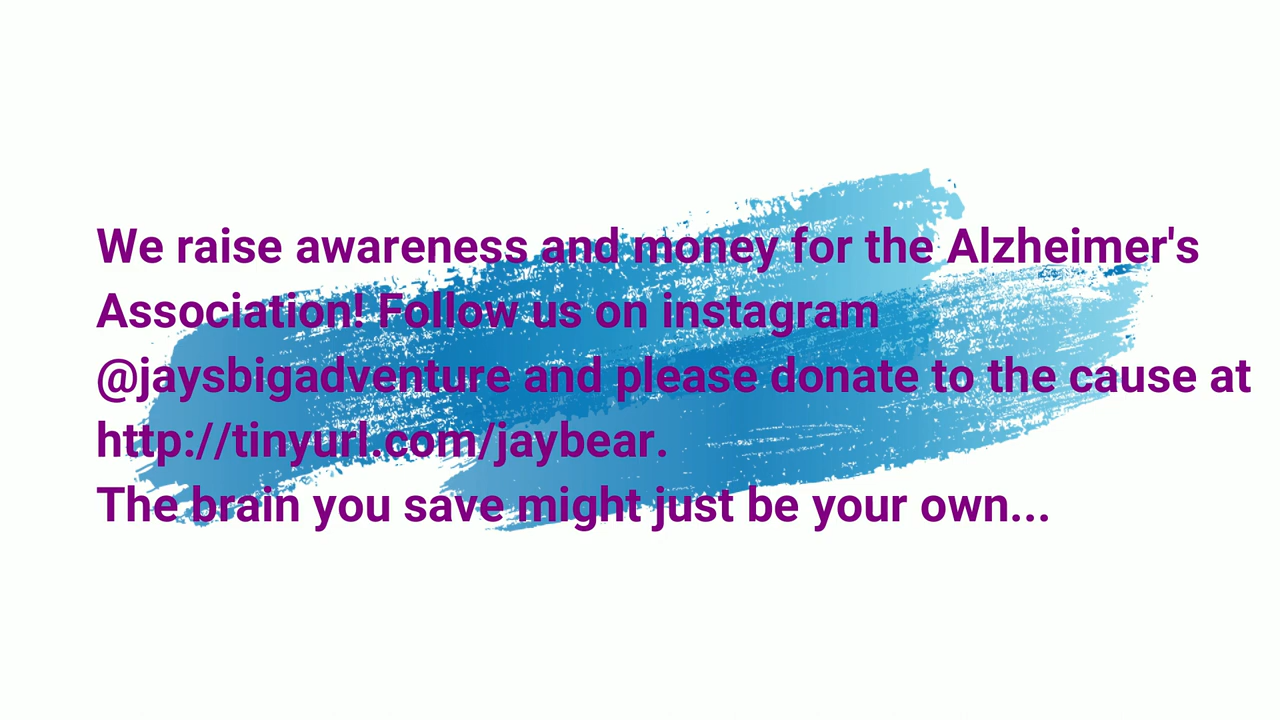 We raise awareness and money for the Alzheimer's
Association! Follow us on instagram
@jaysbigadventure and please donate to the cause at
http://tinyurl.com/jaybear.
The brain you save might just be your own...